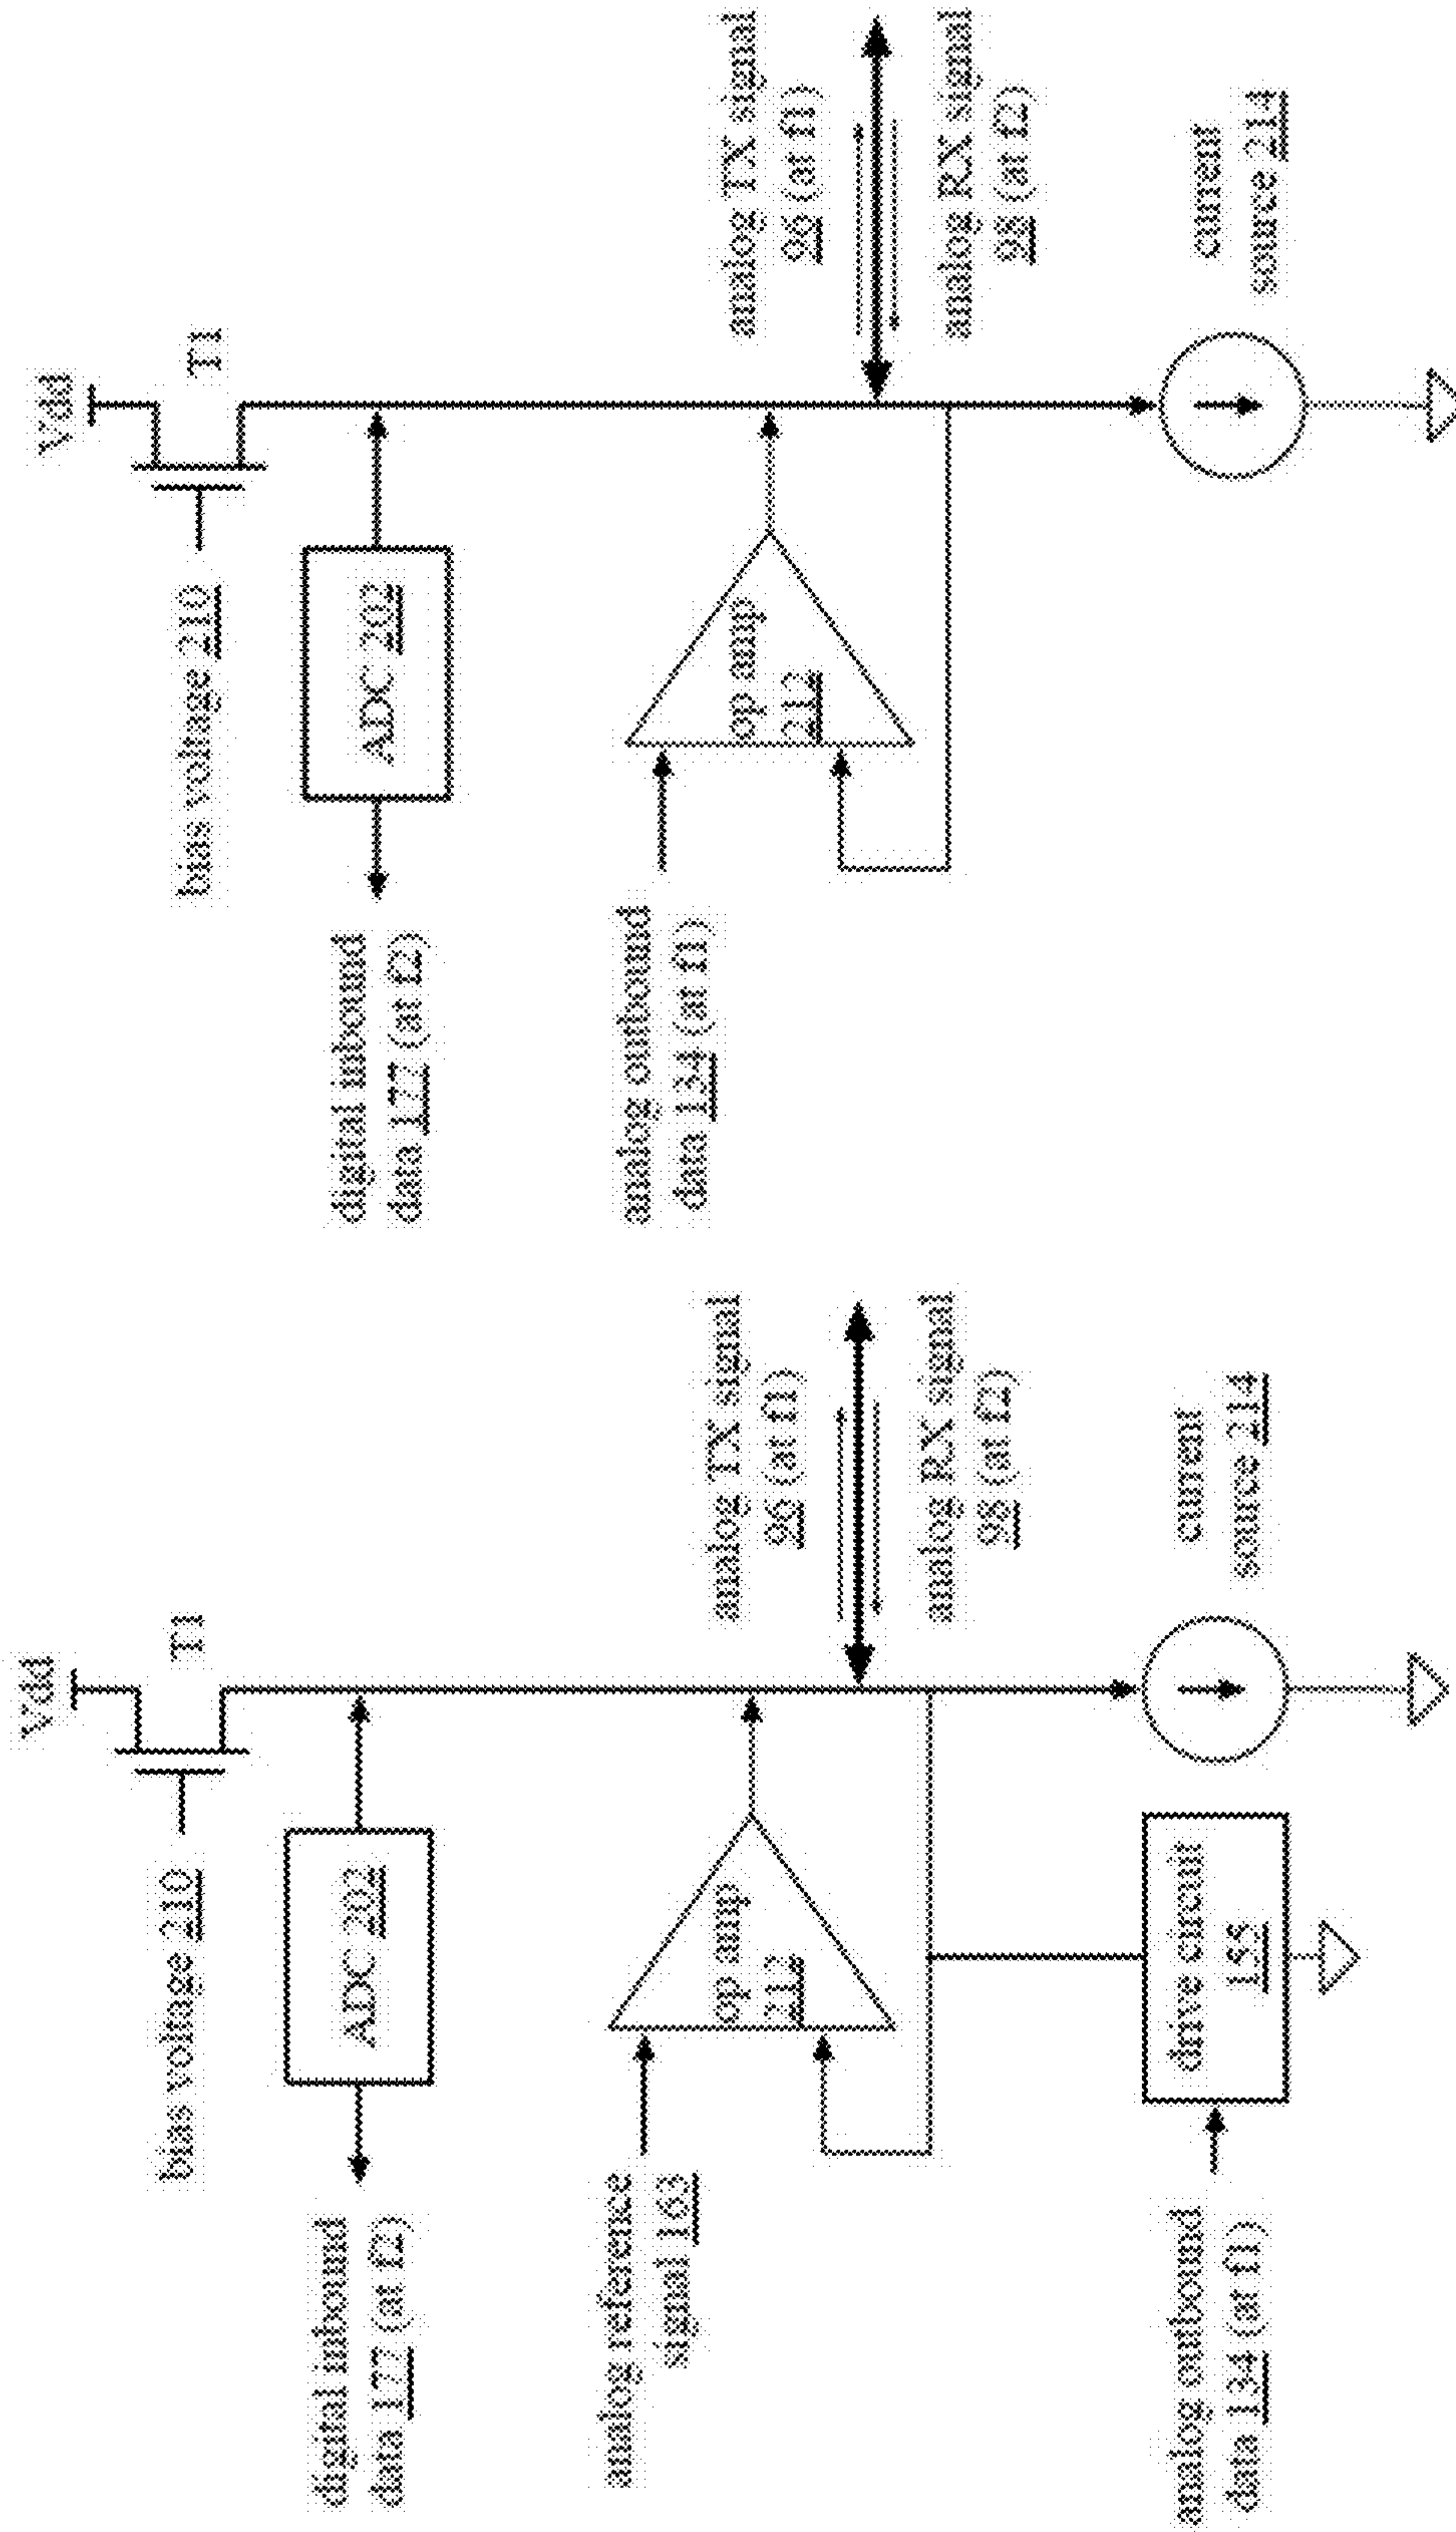 Vdd
T1
bias voltage 210
ADC 202
digital inbound
data 177 (at f2)
analog reference
signal 163
op amp
212
analog TX signal
96 (at f1)
analog RX signal
98 (at f2)
current
source 214
drive circuit
155
analog outbound
data 134 (at f1)
Vdd
T1
bias voltage 210
ADC 202
digital inbound
data 177 (at f2)
analog outbound
data 134 (at f1)
op amp
212
analog TX signal
96 (at f1)
analog RX signal
98 (at f2)
current
source 214